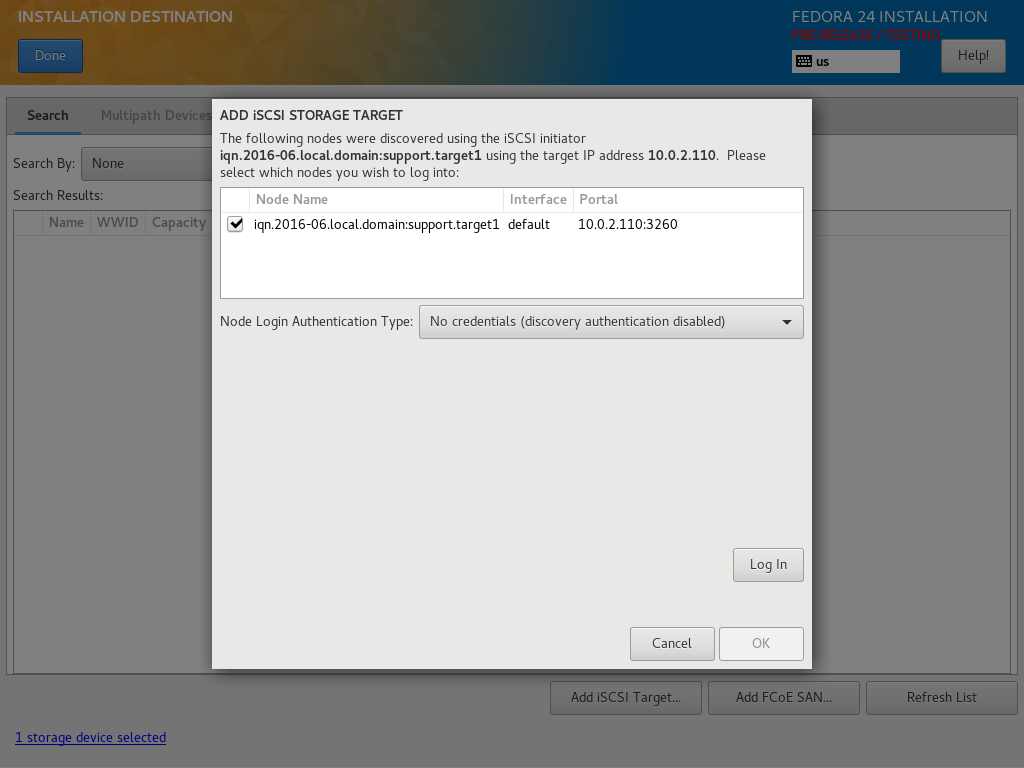 INSTALLATION DESTINATION
FEDORA 24 INSTALLATION
PRE-RELEASE / TESTING
Done
us
Help!
Search
Multipath Devices
Search By:
None
Search Results:
Name WWID Capacity
ADD iSCSI STORAGE TARGET
The following nodes were discovered using the iSCSI initiator
iqn.2016-06.local.domain:support.target1 using the target IP address 10.0.2.110. Please
select which nodes you wish to log into:
Node Name Interface Portal
iqn.2016-06.local.domain:support.target1 default 10.0.2.110:3260
Node Login Authentication Type: No credentials (discovery authentication disabled)
Log In
Cancel OK
Add iSCSI Target... Add FCoE SAN... Refresh List
1 storage device selected